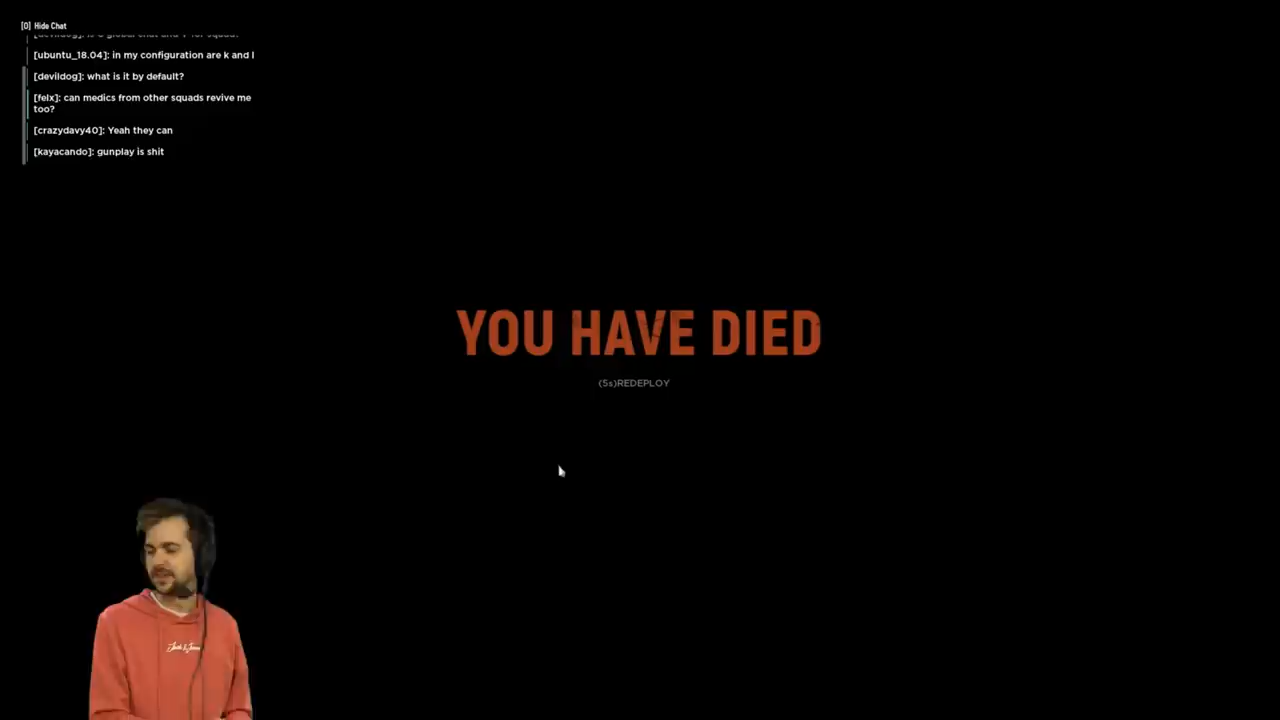 [0] Hide Chat
[ubuntu_18.04]: in my configuration are k and l
[devildog]: what is it by default?
[felx]: can medics from other squads revive me
too?
[crazydavy40]: Yeah they can
[kayacando]: gunplay is shit
YOU HAVE DIED
(5s)REDEPLOY